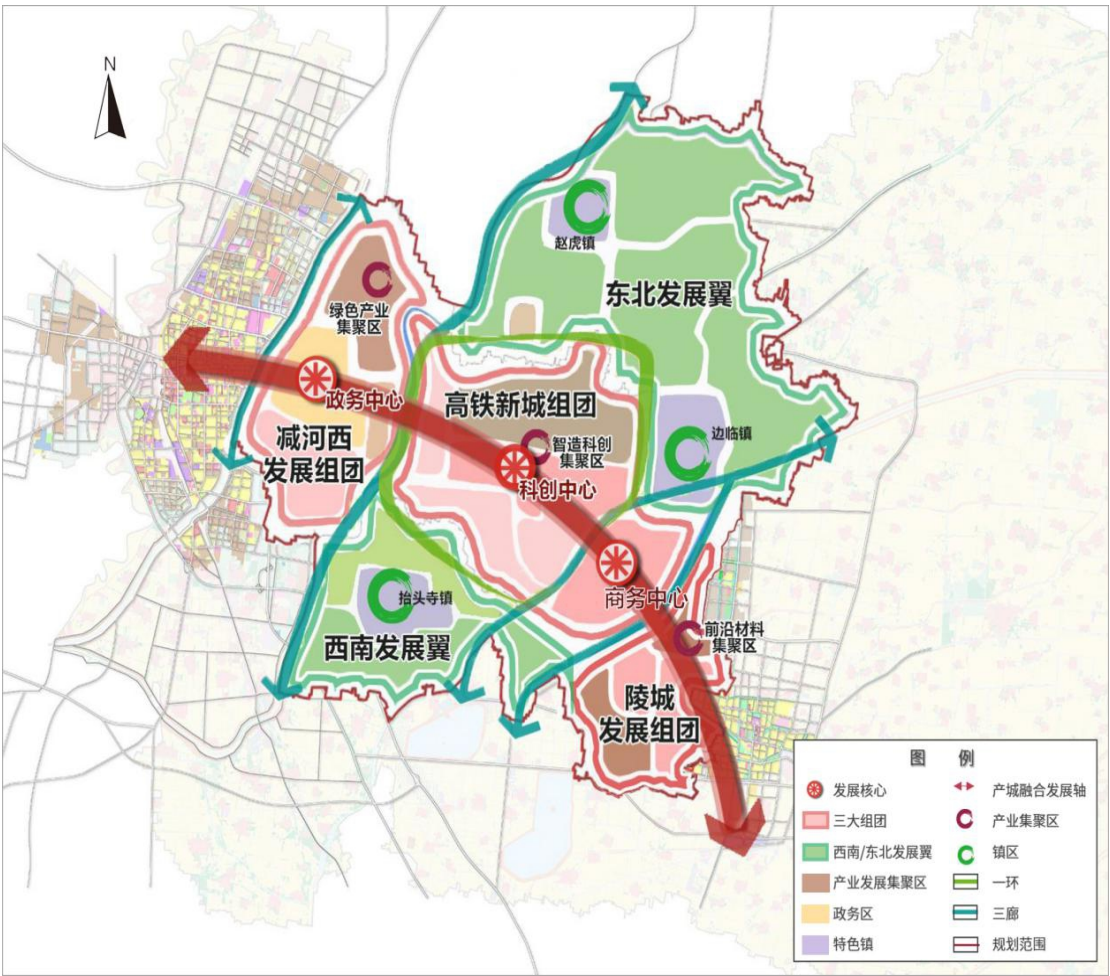 N
赵虎镇
东北发展翼
绿色产业
集聚区
政务中心
高铁新城组团
减河西
发展组团
智造科创
集聚区
边临镇
科创中心
抬头寺镇
商务中心
西南发展翼
前沿材料
集聚区
陵城
发展组团
图 例
发展核心
产城融合发展轴
三大组团
产业集聚区
西南/东北发展翼
镇区
产业发展集聚区
一环
政务区
三廊
特色镇
规划范围